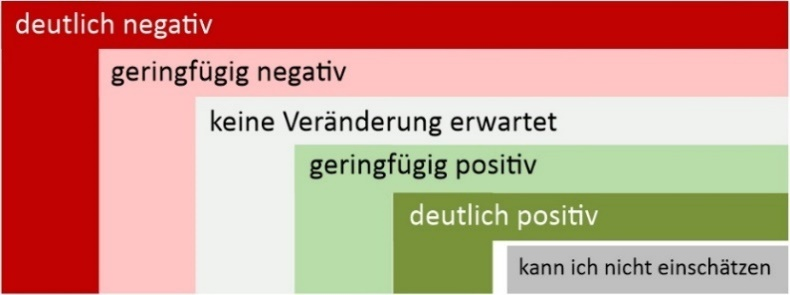 deutlich negativ
geringfügig negativ
keine Veränderung erwartet
geringfügig positiv
deutlich positiv
kann ich nicht einschätzen